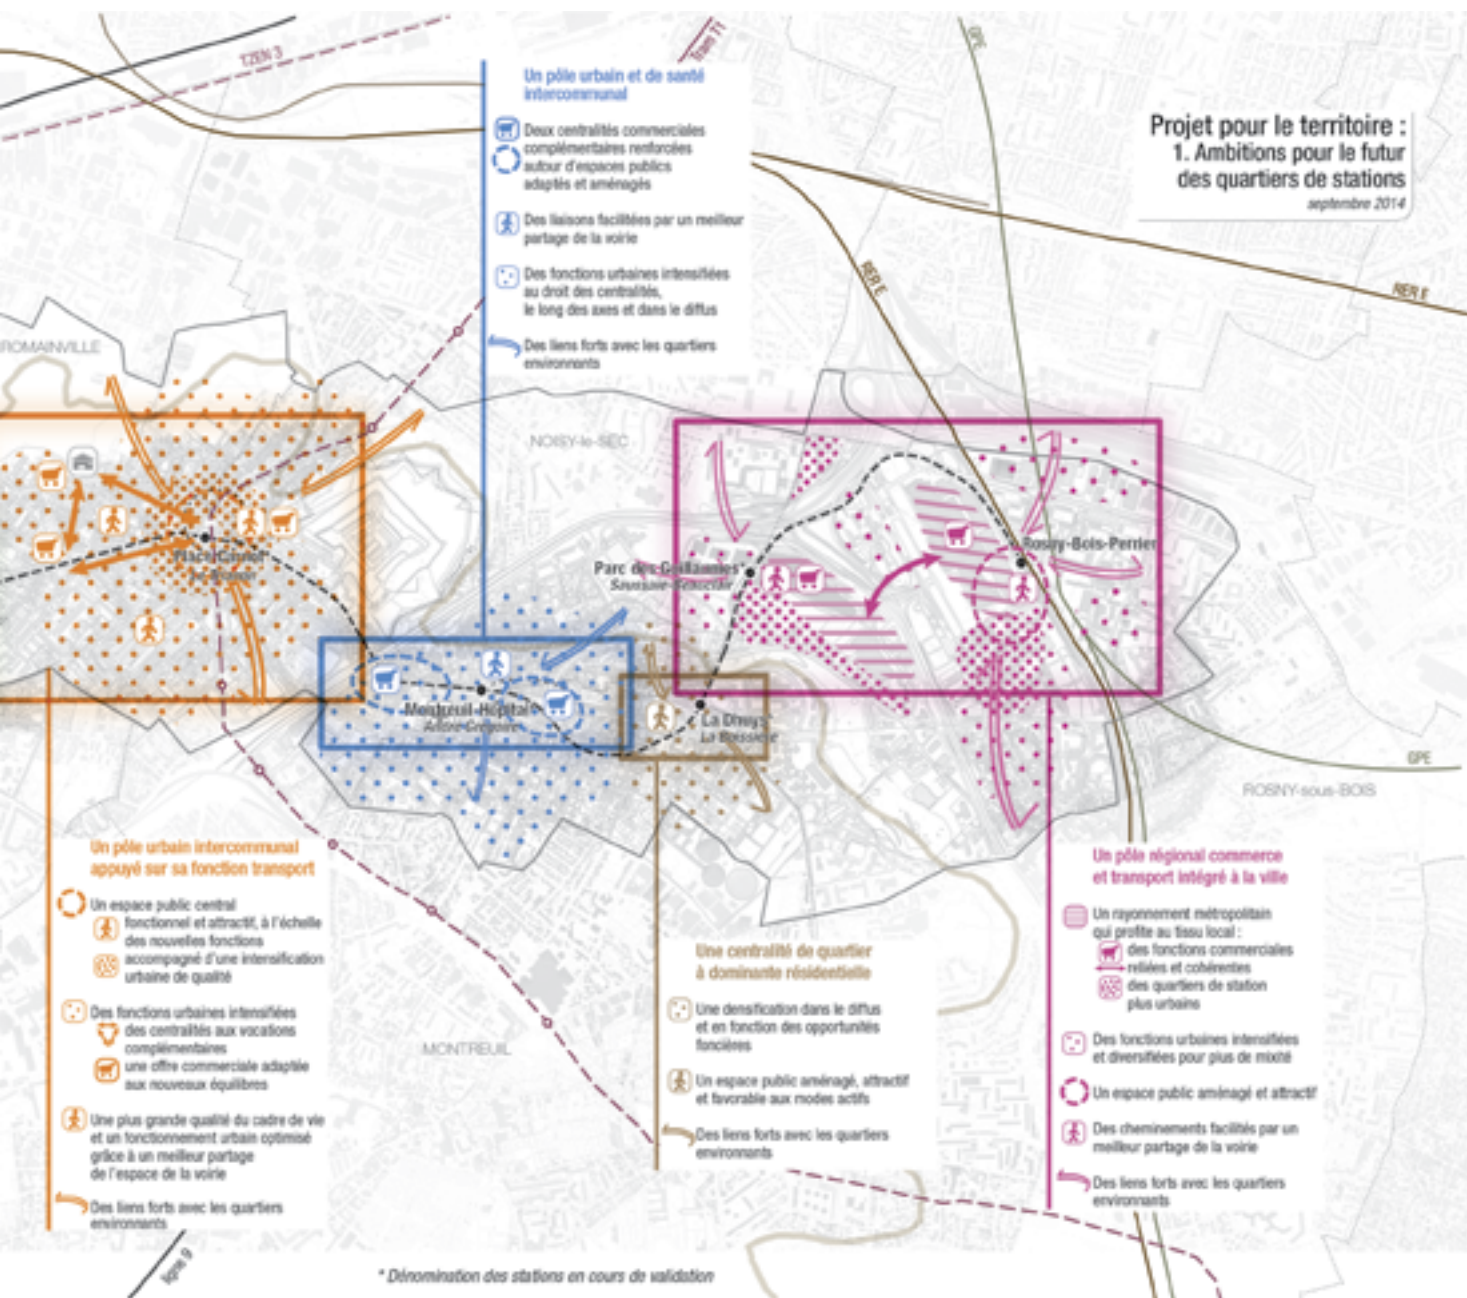 TZEN 3
Tram TY
GPE
Un pôle urbain et de santé
intercommunal
Deux centralités commerciales
complémentaires renforcées
autour d'espaces publics
adaptés et aménagés
Des liaisons facilitées par un meilleur
partage de la voirie
Des fonctions urbaines intensifiées
au droit des centralités,
le long des axes et dans le diffus
Des liens forts avec les quartiers
environnants
Projet pour le territoire :
1. Ambitions pour le futur
des quartiers de stations
septembre 2014
RER E
RER E
ROMAINVILLE
NOISY-le-SEC
Place Carnot*
Rosny-Bois-Perrier
Parc des Guillaumes*
Saussaie-Beauclair
Montreuil-Hôpital*
André-Grégoire
La Dhuys*
La Boissière
GPE
ROSNY-sous-BOIS
MONTREUIL
Un pôle urbain intercommunal
appuyé sur sa fonction transport
Un espace public central
fonctionnel et attractif, à l'échelle
des nouvelles fonctions
accompagné d'une intensification
urbaine de qualité
Des fonctions urbaines intensifiées
des centralités aux vocations
complémentaires
une offre commerciale adaptée
aux nouveaux équilibres
Une plus grande qualité du cadre de vie
et un fonctionnement urbain optimisé
grâce à un meilleur partage
de l'espace de la voirie
Des liens forts avec les quartiers
environnants
Une centralité de quartier
à dominante résidentielle
Une densification dans le diffus
et en fonction des opportunités
foncières
Un espace public aménagé, attractif
et favorable aux modes actifs
Des liens forts avec les quartiers
environnants
Un pôle régional commerce
et transport intégré à la ville
Un rayonnement métropolitain
qui profite au tissu local :
des fonctions commerciales
reliées et cohérentes
des quartiers de station
plus urbains
Des fonctions urbaines intensifiées
et diversifiées pour plus de mixité
Un espace public aménagé et attractif
Des cheminements facilités par un
meilleur partage de la voirie
Des liens forts avec les quartiers
environnants
ligne 9
* Dénomination des stations en cours de validation